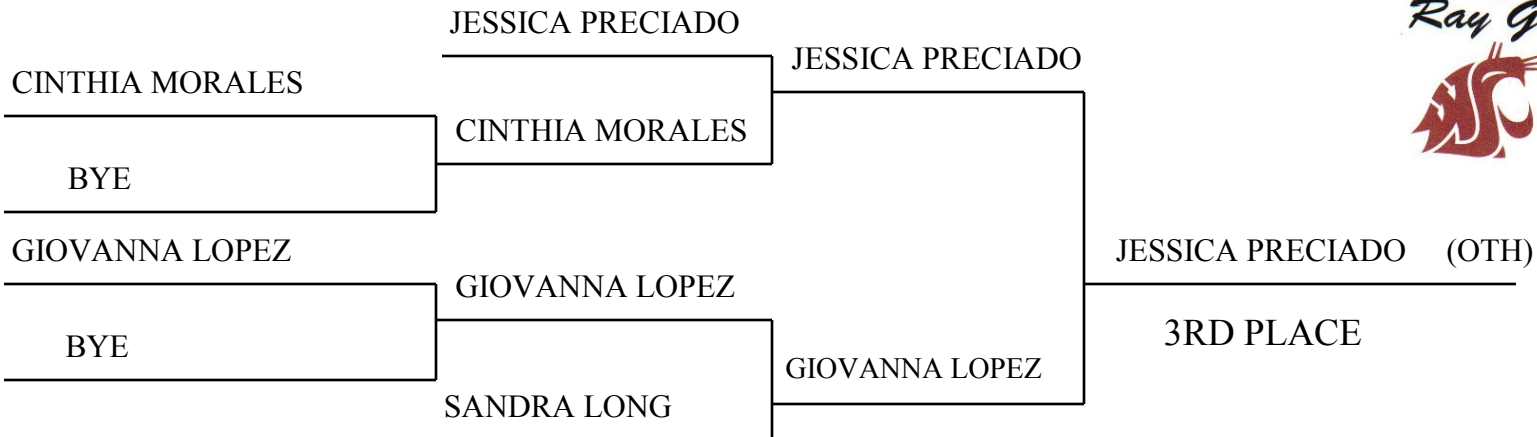 JESSICA PRECIADO
Ray
JESSICA PRECIADO
CINTHIA MORALES
CINTHIA MORALES
BYE
GIOVANNA LOPEZ
JESSICA PRECIADO (OTH)
GIOVANNA LOPEZ
BYE
3RD PLACE
GIOVANNA LOPEZ
SANDRA LONG